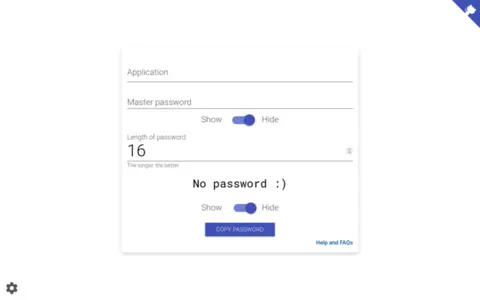 Application
Master password
Show Hide
Length of password
16
The longer, the better
No password :)
Show Hide
COPY PASSWORD
Help and FAQs